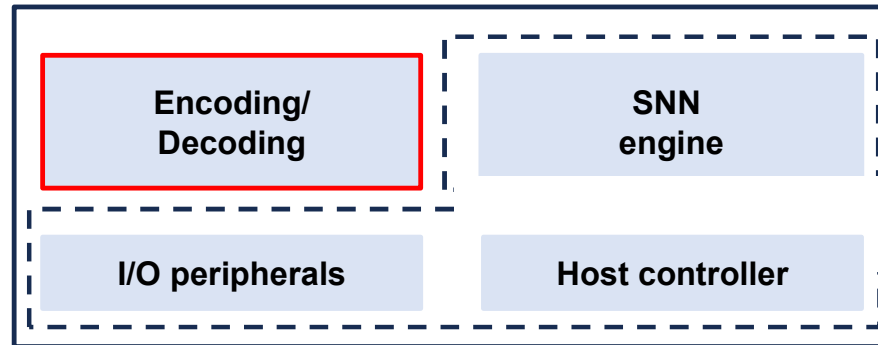 Encoding/
Decoding
SNN
engine
I/O peripherals
Host controller